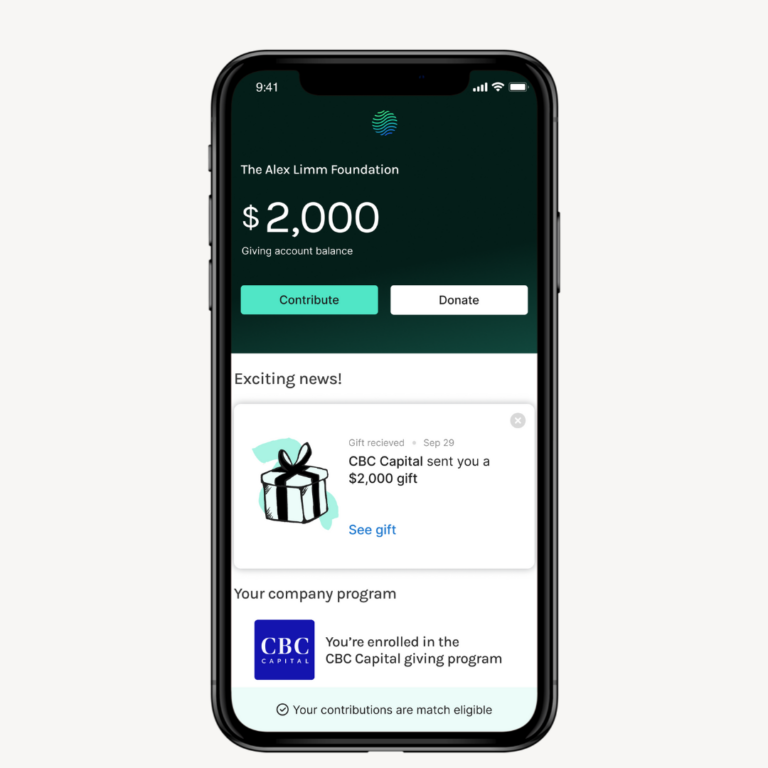 9:41
The Alex Limm Foundation
$ 2,000
Giving account balance
Contribute
Donate
Exciting news!
Gift recieved • Sep 29
CBC Capital sent you a
$2,000 gift
See gift
Your company program
CBC
CAPITAL
You're enrolled in the
CBC Capital giving program
Your contributions are match eligible